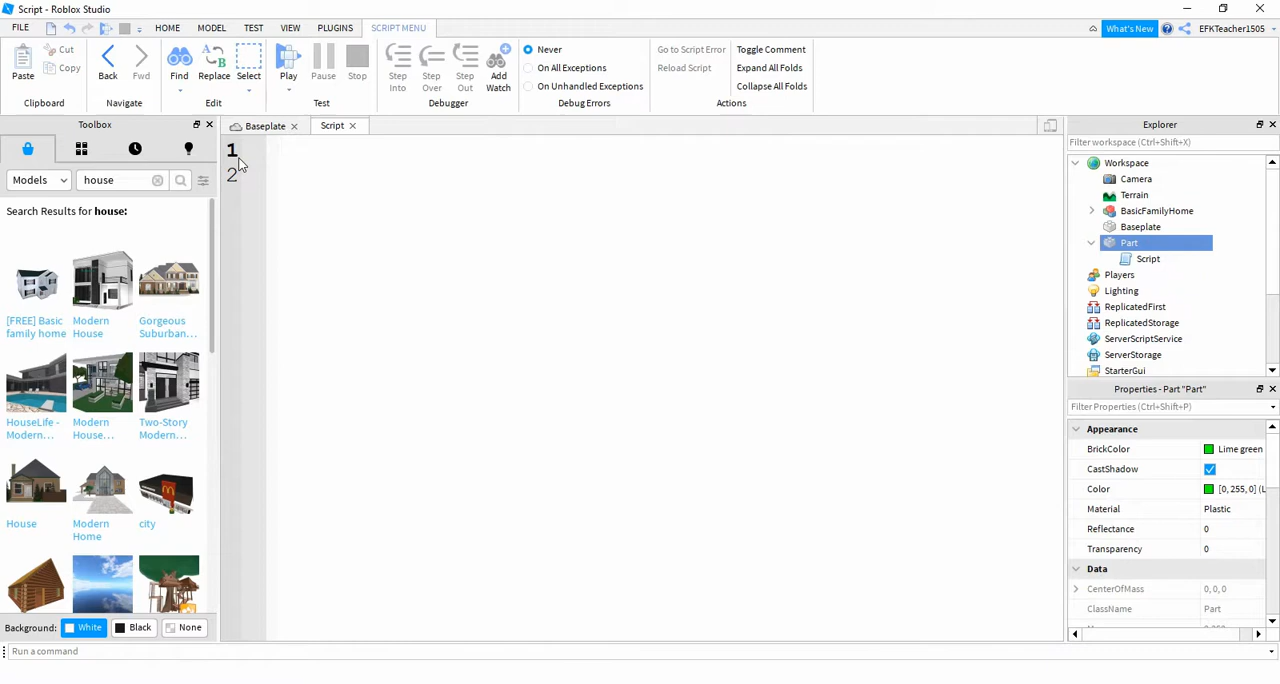 Script - Roblox Studio
FILE HOME MODEL TEST VIEW PLUGINS SCRIPT MENU What's New EFKTeacher1505
Paste Cut Copy
Clipboard
Back Fwd
Navigate
Find Replace Select
Edit
Play Pause Stop
Test
Step Into Step Over Step Out Add Watch
Debugger
Never
On All Exceptions
On Unhandled Exceptions
Debug Errors
Go to Script Error
Reload Script
Toggle Comment
Expand All Folds
Collapse All Folds
Actions
Toolbox
Models house
Search Results for house:
[FREE] Basic family home
Modern House
Gorgeous Suburban...
HouseLife - Modern...
Modern House...
Two-Story Modern...
House
Modern Home
city
Background: White Black None
Baseplate Script
1
2
Explorer
Filter workspace (Ctrl+Shift+X)
Workspace
Camera
Terrain
BasicFamilyHome
Baseplate
Part
Script
Players
Lighting
ReplicatedFirst
ReplicatedStorage
ServerScriptService
ServerStorage
StarterGui
Properties - Part "Part"
Filter Properties (Ctrl+Shift+P)
Appearance
BrickColor Lime green
CastShadow
Color [0, 255, 0] (L
Material Plastic
Reflectance 0
Transparency 0
Data
CenterOfMass 0, 0, 0
ClassName Part
Run a command